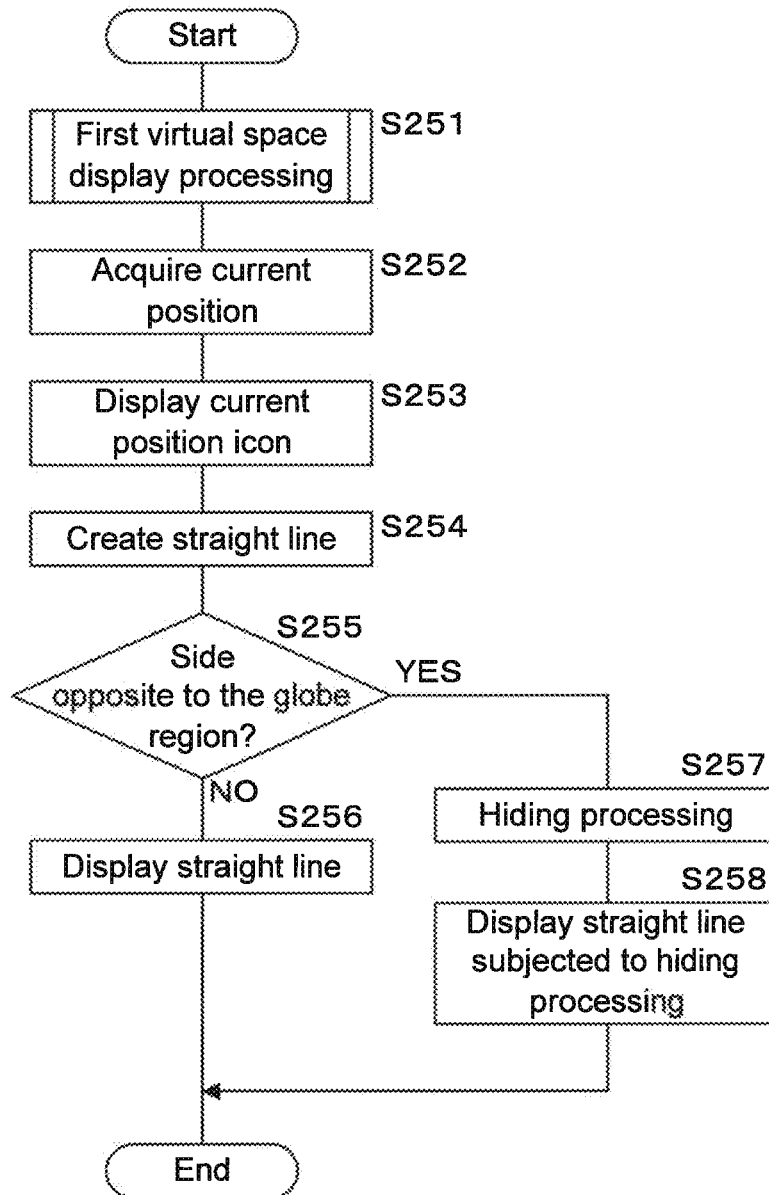 Start
First virtual space
display processing
S251
Acquire current
position
S252
Display current
position icon
S253
Create straight line
S254
S255
Side
opposite to the globe
region?
YES
NO
S256
Display straight line
S257
Hiding processing
S258
Display straight line
subjected to hiding
processing
End